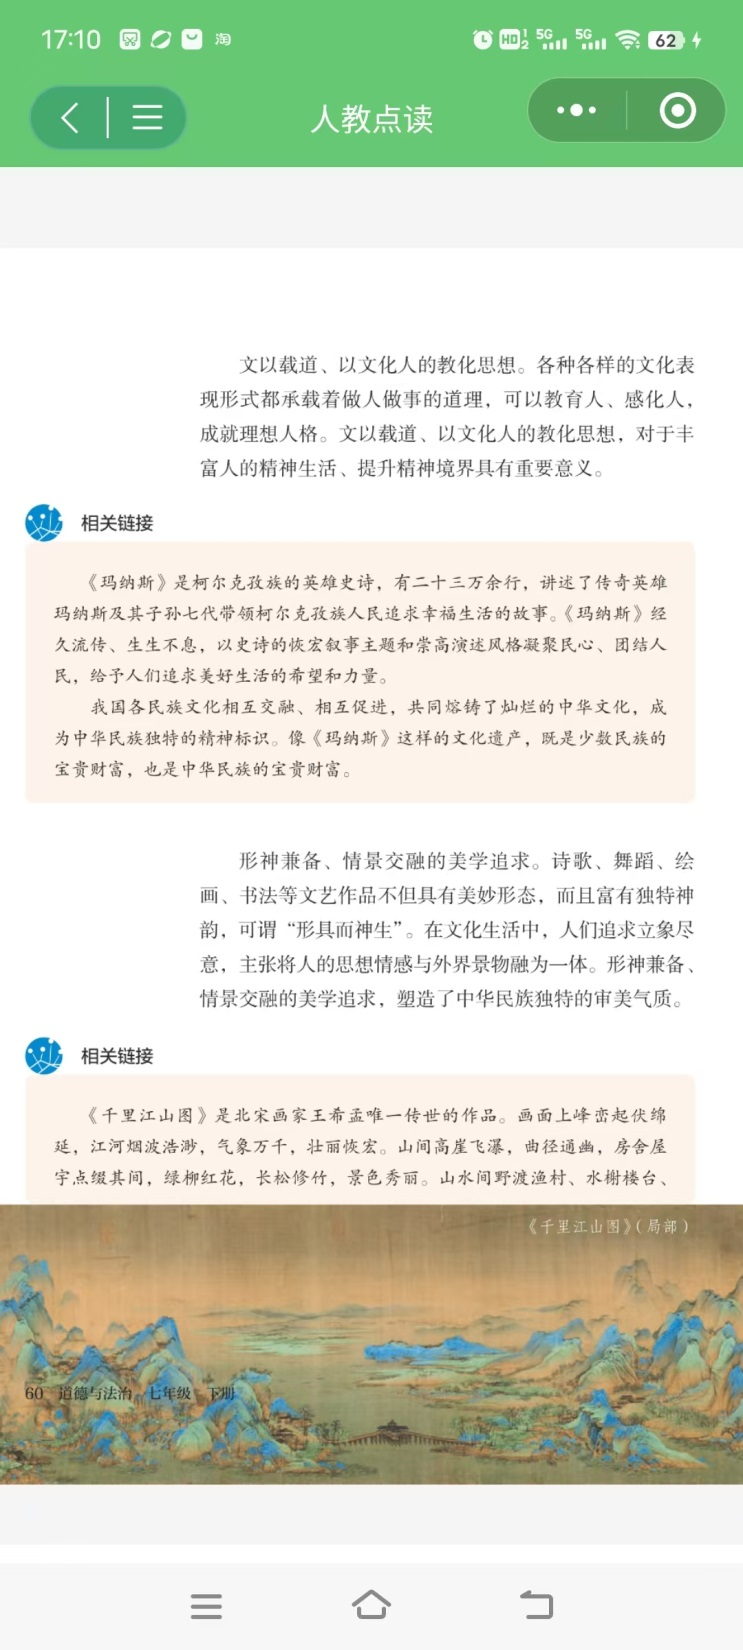 17:10
淘
HD 1 2
5G
5G
62
人教点读
文以载道、以文化人的教化思想。各种各样的文化表
现形式都承载着做人做事的道理，可以教育人、感化人，
成就理想人格。文以载道、以文化人的教化思想，对于丰
富人的精神生活、提升精神境界具有重要意义。
相关链接
《玛纳斯》是柯尔克孜族的英雄史诗，有二十三万余行，讲述了传奇英雄
玛纳斯及其子孙七代带领柯尔克孜族人民追求幸福生活的故事。《玛纳斯》经
久流传、生生不息，以史诗的恢宏叙事主题和崇高演述风格凝聚民心、团结人
民，给予人们追求美好生活的希望和力量。
我国各民族文化相互交融、相互促进，共同熔铸了灿烂的中华文化，成
为中华民族独特的精神标识。像《玛纳斯》这样的文化遗产，既是少数民族的
宝贵财富，也是中华民族的宝贵财富。
形神兼备、情景交融的美学追求。诗歌、舞蹈、绘
画、书法等文艺作品不但具有美妙形态，而且富有独特神
韵，可谓“形具而神生”。在文化生活中，人们追求立象尽
意，主张将人的思想情感与外界景物融为一体。形神兼备、
情景交融的美学追求，塑造了中华民族独特的审美气质。
相关链接
《千里江山图》是北宋画家王希孟唯一传世的作品。画面上峰峦起伏绵
延，江河烟波浩渺，气象万千，壮丽恢宏。山间高崖飞瀑，曲径通幽，房舍屋
宇点缀其间，绿柳红花，长松修竹，景色秀丽。山水间野渡渔村、水榭楼台、
《千里江山图》（局部）
60 道德与法治 七年级 下册